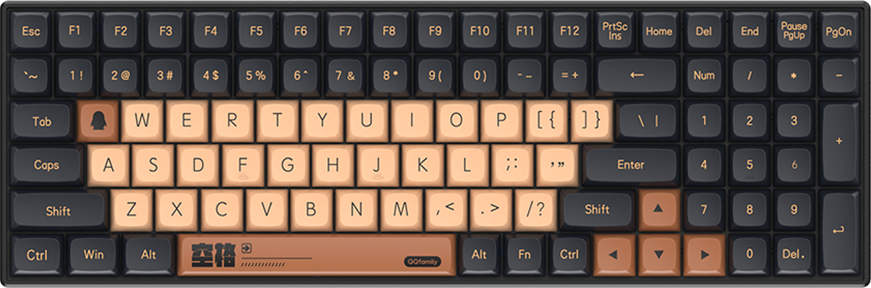 Esc F1 F2 F3 F4 F5 F6 F7 F8 F9 F10 F11 F12 PrtSc Ins Home Del End Pause PgUp PgOn
`~ 1! 2@ 3# 4$ 5% 6^ 7& 8* 9( 0) -_ =+ ← Num / * -
Tab W E R T Y U I O P [{ ]} \| 1 2 3 +
Caps A S D F G H J K L ;: '" Enter 4 5 6
Shift Z X C V B N M ,< .> /? Shift ▲ 7 8 9 ↵
Ctrl Win Alt 空格 QQfamily Alt Fn Ctrl ◄ ▼ ► 0 Del.